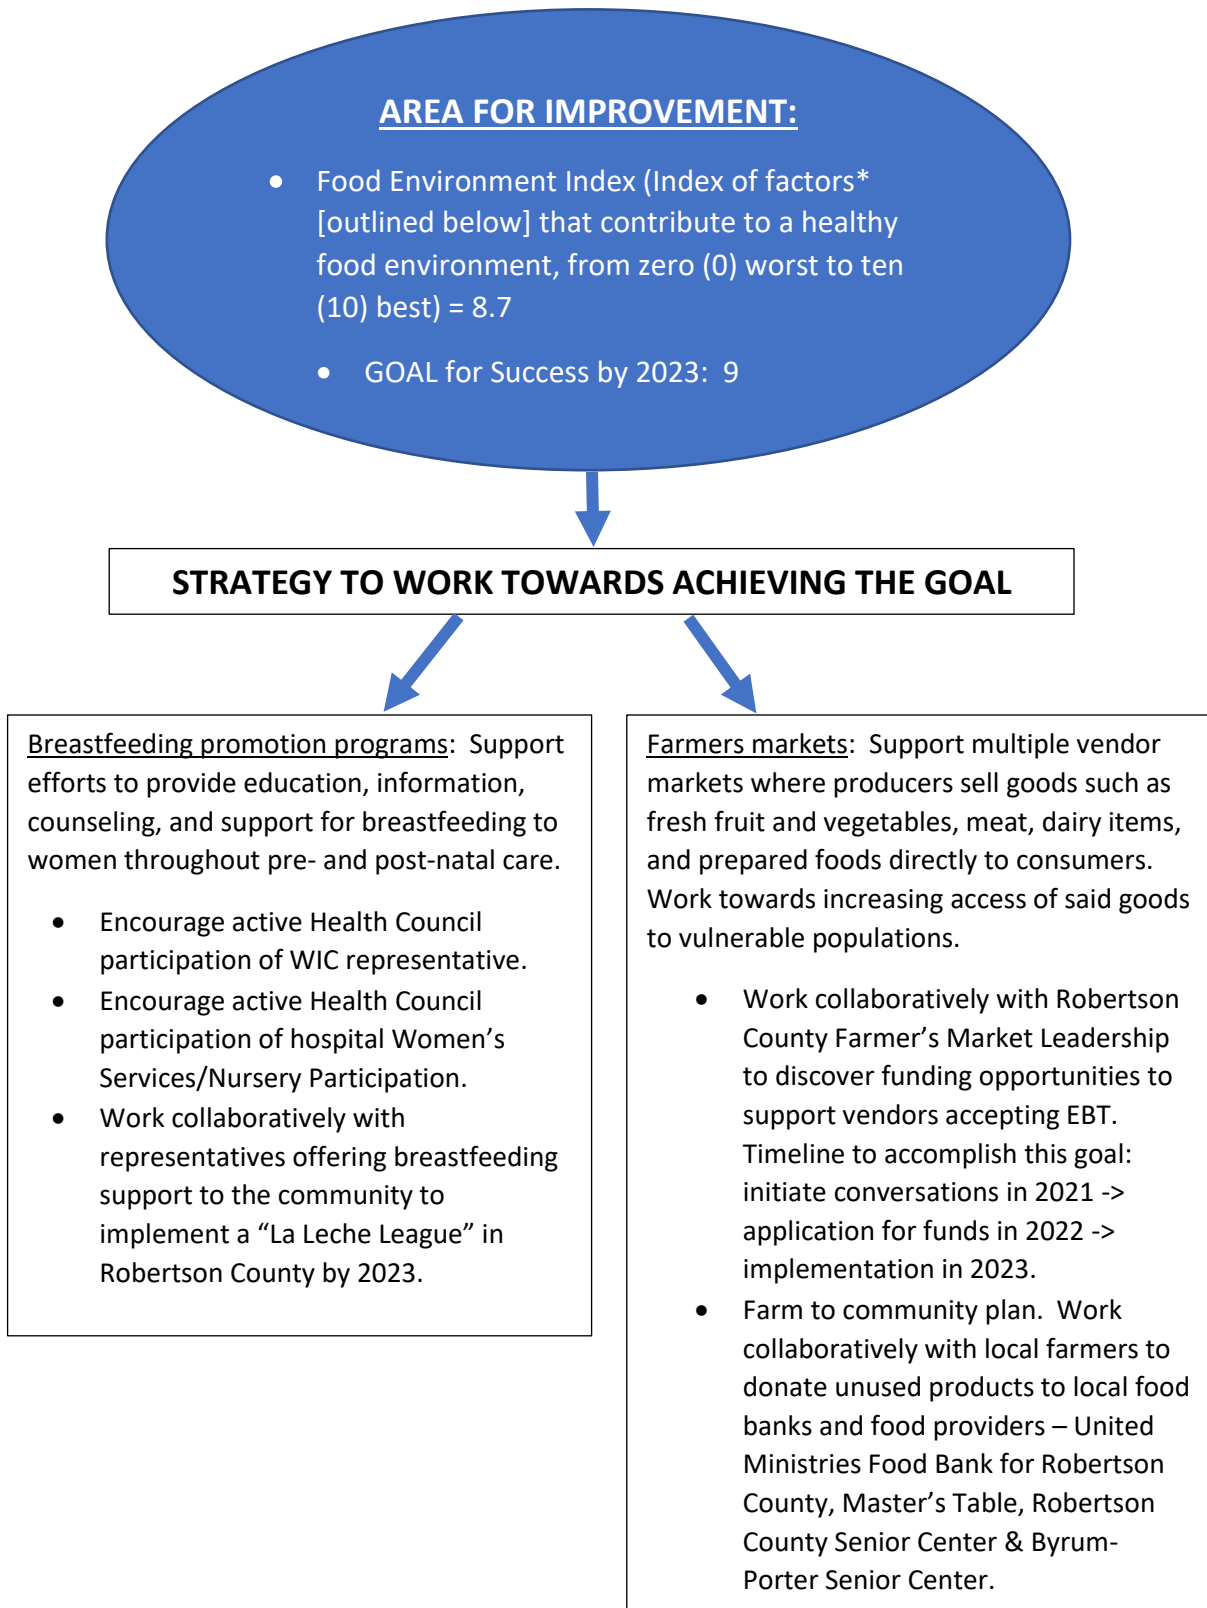 AREA FOR IMPROVEMENT:
• Food Environment Index (Index of factors*
[outlined below] that contribute to a healthy
food environment, from zero (0) worst to ten
(10) best) = 8.7
• GOAL for Success by 2023:  9
STRATEGY TO WORK TOWARDS ACHIEVING THE GOAL
Breastfeeding promotion programs:  Support
efforts to provide education, information,
counseling, and support for breastfeeding to
women throughout pre- and post-natal care.
• Encourage active Health Council
participation of WIC representative.
• Encourage active Health Council
participation of hospital Women’s
Services/Nursery Participation.
• Work collaboratively with
representatives offering breastfeeding
support to the community to
implement a “La Leche League” in
Robertson County by 2023.
Farmers markets:  Support multiple vendor
markets where producers sell goods such as
fresh fruit and vegetables, meat, dairy items,
and prepared foods directly to consumers.
Work towards increasing access of said goods
to vulnerable populations.
• Work collaboratively with Robertson
County Farmer’s Market Leadership
to discover funding opportunities to
support vendors accepting EBT.
Timeline to accomplish this goal:
initiate conversations in 2021 ->
application for funds in 2022 ->
implementation in 2023.
• Farm to community plan.  Work
collaboratively with local farmers to
donate unused products to local food
banks and food providers – United
Ministries Food Bank for Robertson
County, Master’s Table, Robertson
County Senior Center & Byrum-
Porter Senior Center.